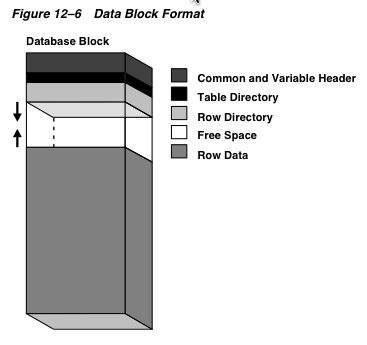 Figure 12–6 Data Block Format
Database Block
Common and Variable Header
Table Directory
Row Directory
Free Space
Row Data